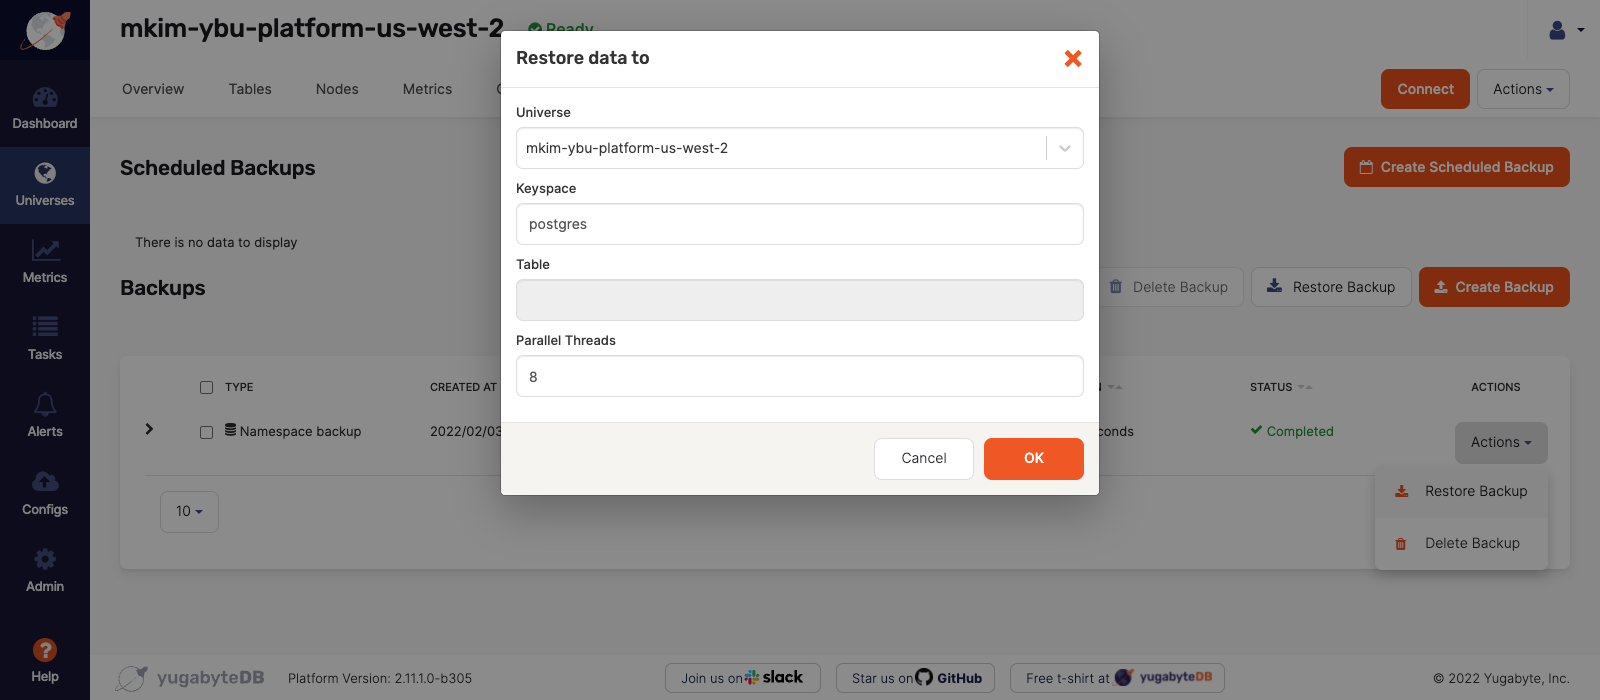 mkim-ybu-platform-us-west-2 Ready
Restore data to
Overview Tables Nodes Metrics
Connect Actions
Dashboard
Universe
mkim-ybu-platform-us-west-2
Scheduled Backups
Create Scheduled Backup
Universes
Keyspace
postgres
There is no data to display
Table
Metrics
Backups
Delete Backup Restore Backup Create Backup
Parallel Threads
Tasks
8
TYPE CREATED AT STATUS ACTIONS
Alerts
Namespace backup 2022/02/03 Completed
Actions
Cancel OK
Restore Backup
Configs
10
Delete Backup
Admin
Help
yugabyteDB Platform Version: 2.11.1.0-b305 Join us on slack Star us on GitHub Free t-shirt at yugabyteDB © 2022 Yugabyte, Inc.